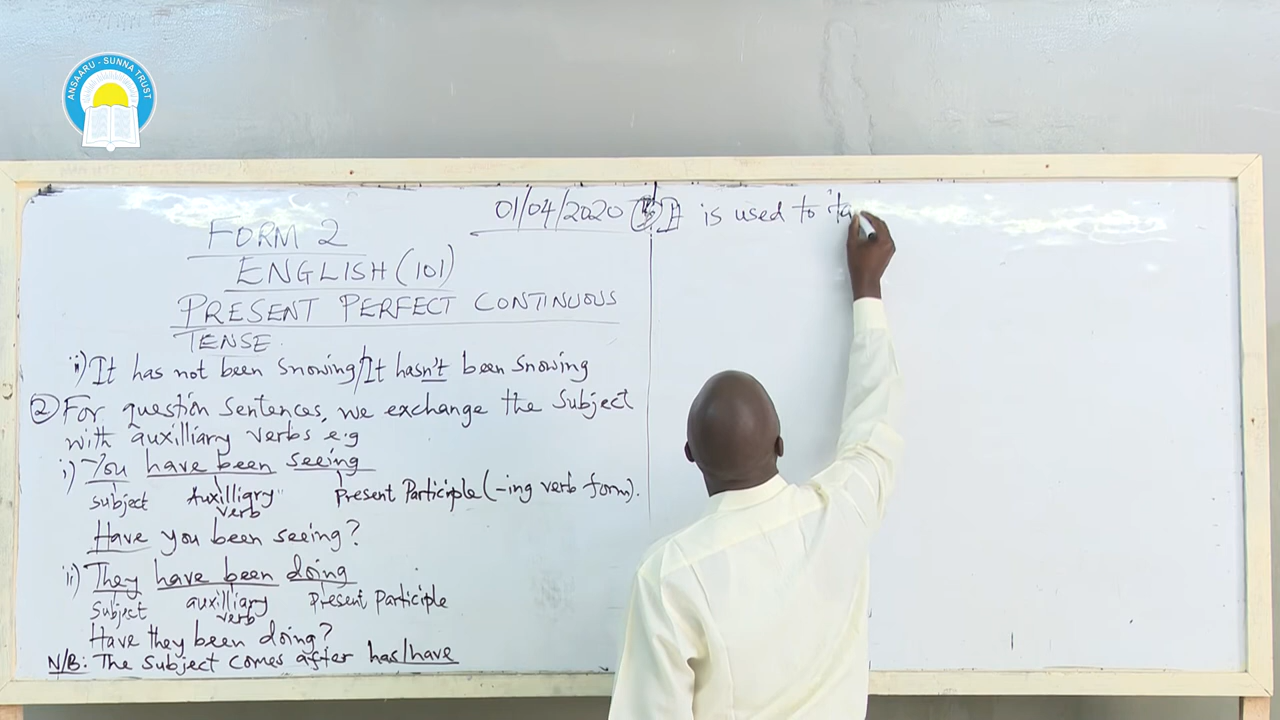 ANSAARU - SUNNA TRUST
01/04/2020
FORM 2
ENGLISH (101)
PRESENT PERFECT CONTINUOUS
TENSE.
ii) It has not been snowing/It hasn't been snowing
② For question sentences, we exchange the subject
with auxilliary verbs e.g
i) You have been seeing
Subject Auxilliary Present Participle (-ing verb form).
verb
Have you been seeing?
ii) They have been doing
Subject auxilliary Present Participle
verb
Have they been doing?
N/B: The subject comes after has/have
It is used to ta